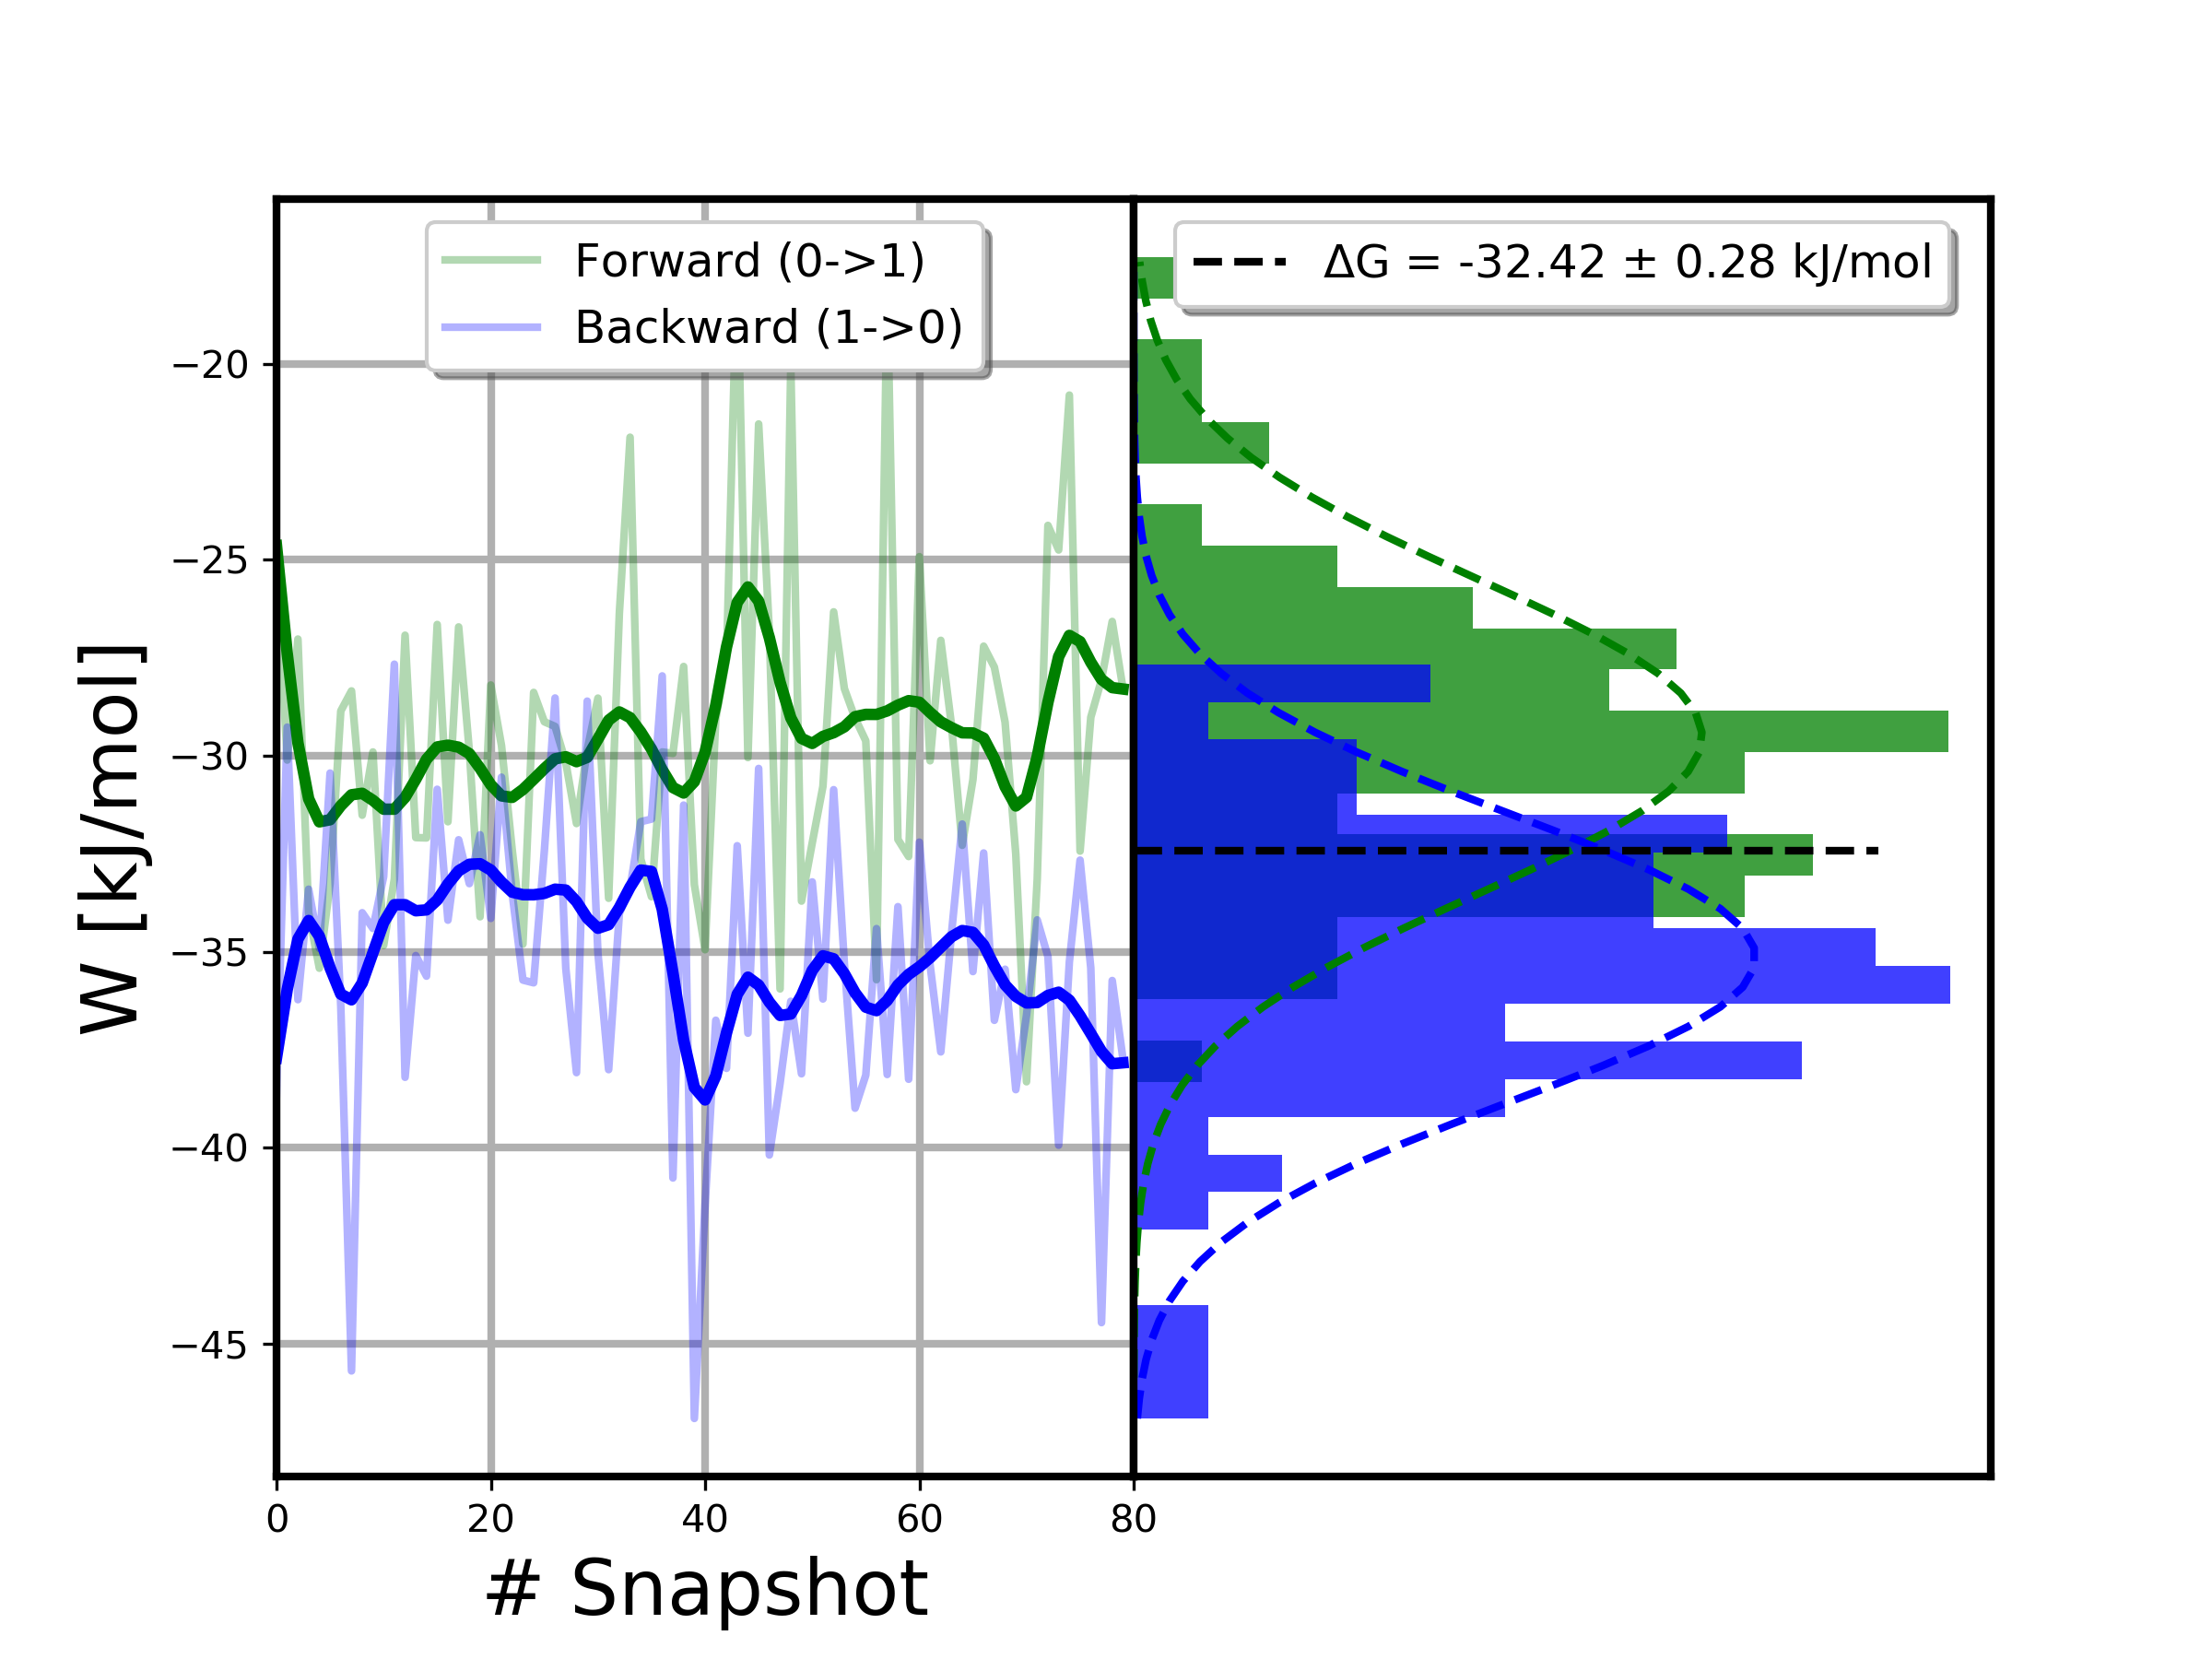 Forward (0->1)
Backward (1->0)
ΔG = -32.42 ± 0.28 kJ/mol
−20
−25
−30
−35
−40
−45
W [kJ/mol]
0 20 40 60 80
# Snapshot